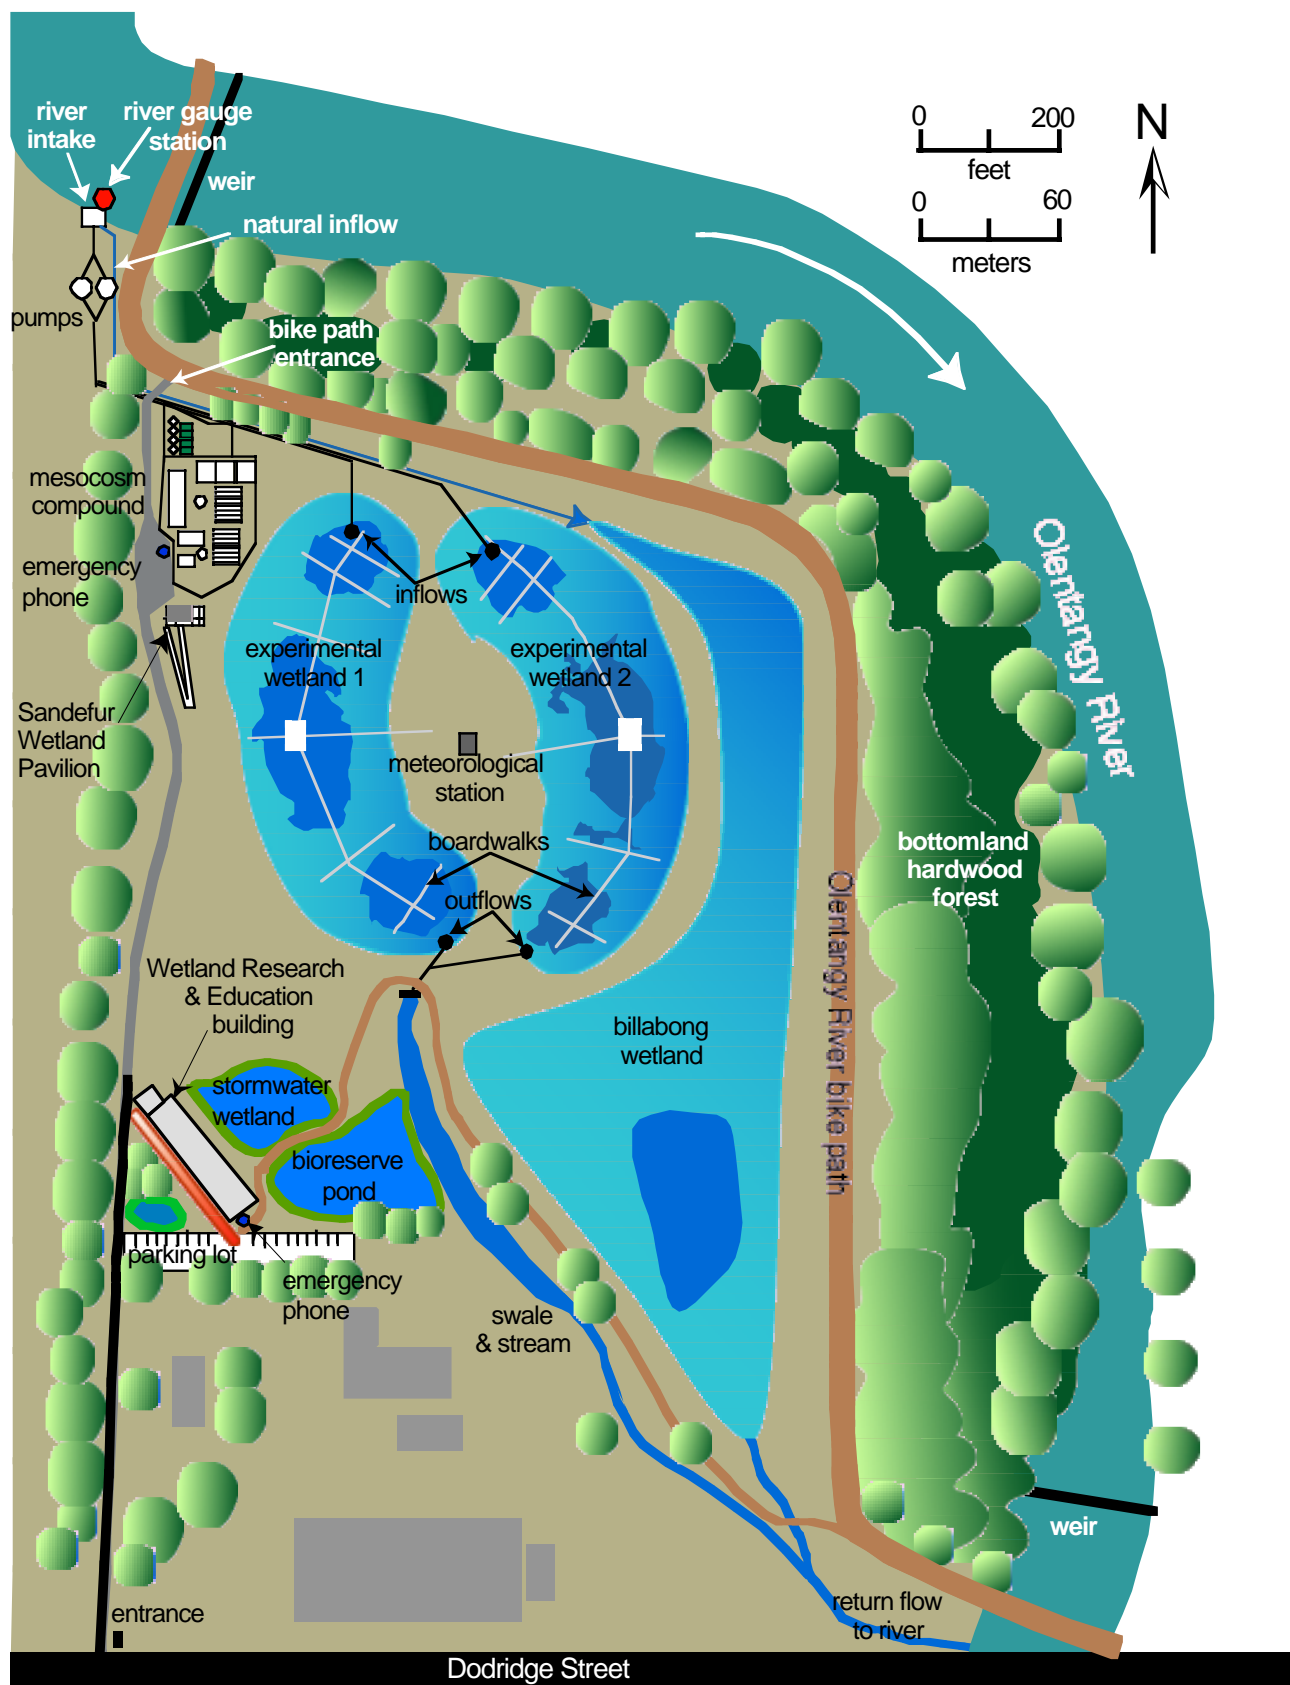 river
intake
river gauge
station
weir
natural inflow
0
200
feet
0
60
meters
N
pumps
bike path
entrance
mesocosm
compound
emergency
phone
inflows
Olentangy River
experimental
wetland 1
experimental
wetland 2
Sandefur
Wetland
Pavilion
meteorological
station
boardwalks
outflows
bottomland
hardwood
forest
Olentangy River bike path
Wetland Research
& Education
building
billabong
wetland
stormwater
wetland
bioreserve
pond
parking lot
emergency
phone
swale
& stream
weir
entrance
return flow
to river
Dodridge Street